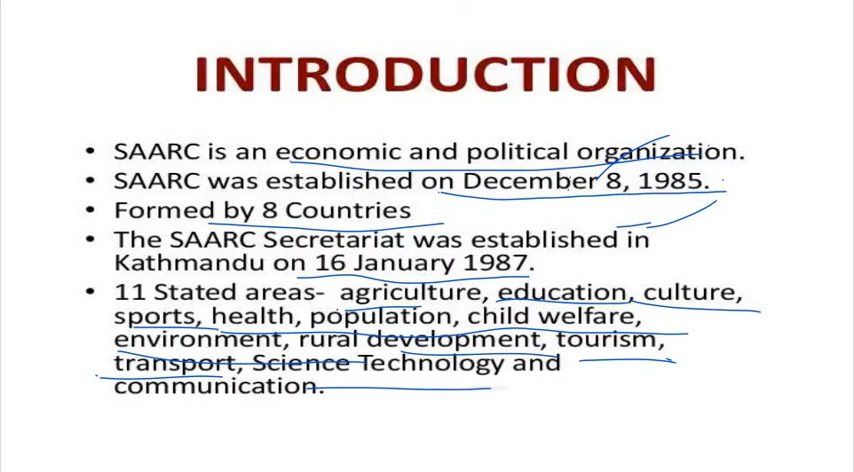 INTRODUCTION
• SAARC is an economic and political organization.
• SAARC was established on December 8, 1985.
• Formed by 8 Countries
• The SAARC Secretariat was established in
Kathmandu on 16 January 1987.
• 11 Stated areas- agriculture, education, culture,
sports, health, population, child welfare,
environment, rural development, tourism,
transport, Science Technology and
communication.